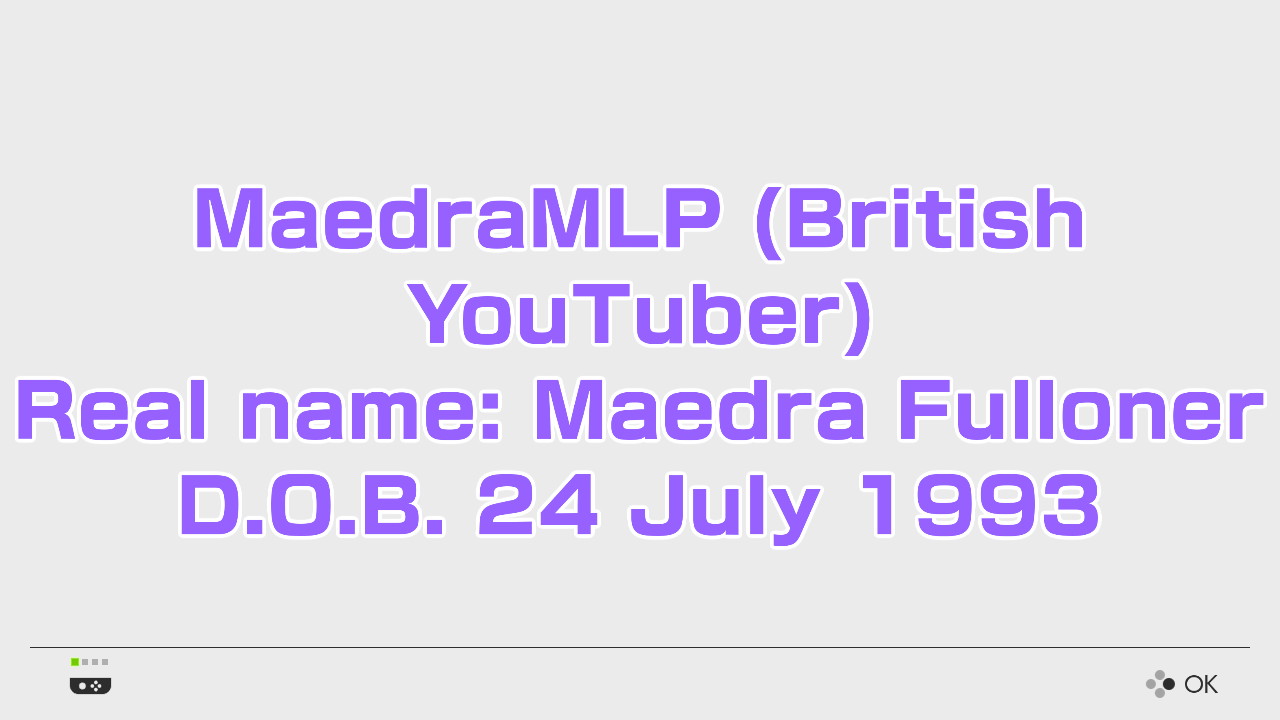 MaedraMLP (British
YouTuber)
Real name: Maedra Fulloner
D.O.B. 24 July 1993
OK